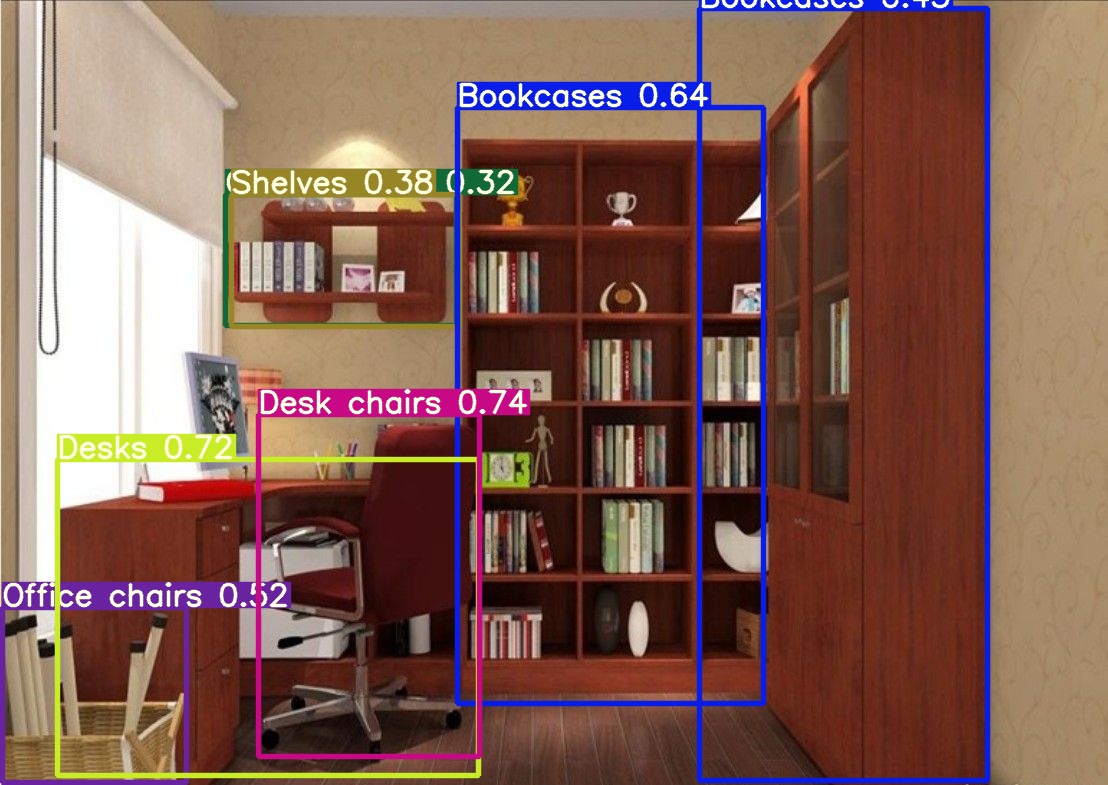 Bookcases 0.45
Bookcases 0.64
Shelves 0.38 0.32
Desk chairs 0.74
Desks 0.72
Office chairs 0.52